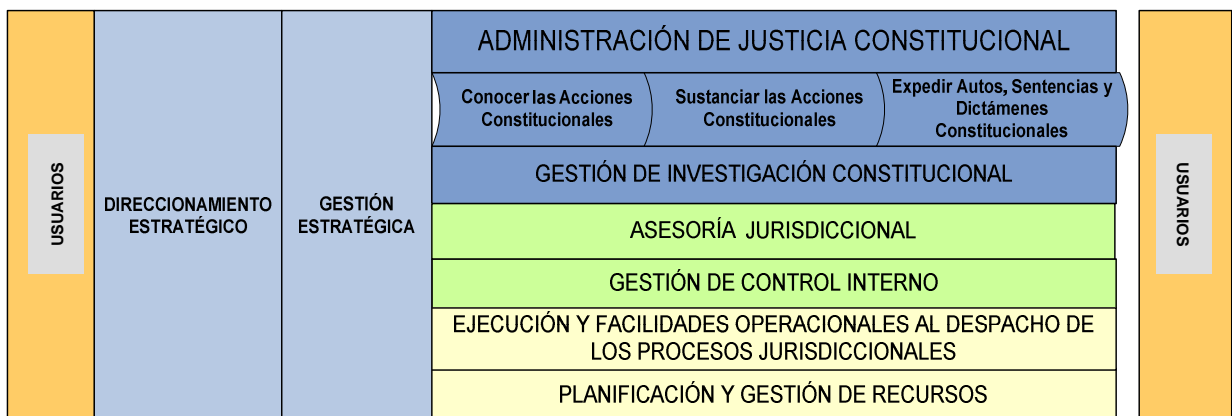 USUARIOS
DIRECCIONAMIENTO
ESTRATÉGICO
GESTIÓN
ESTRATÉGICA
ADMINISTRACIÓN DE JUSTICIA CONSTITUCIONAL
Conocer las Acciones
Constitucionales
Sustanciar las Acciones
Constitucionales
Expedir Autos, Sentencias y
Dictámenes
Constitucionales
GESTIÓN DE INVESTIGACIÓN CONSTITUCIONAL
ASESORÍA JURISDICCIONAL
GESTIÓN DE CONTROL INTERNO
EJECUCIÓN Y FACILIDADES OPERACIONALES AL DESPACHO DE
LOS PROCESOS JURISDICCIONALES
PLANIFICACIÓN Y GESTIÓN DE RECURSOS
USUARIOS